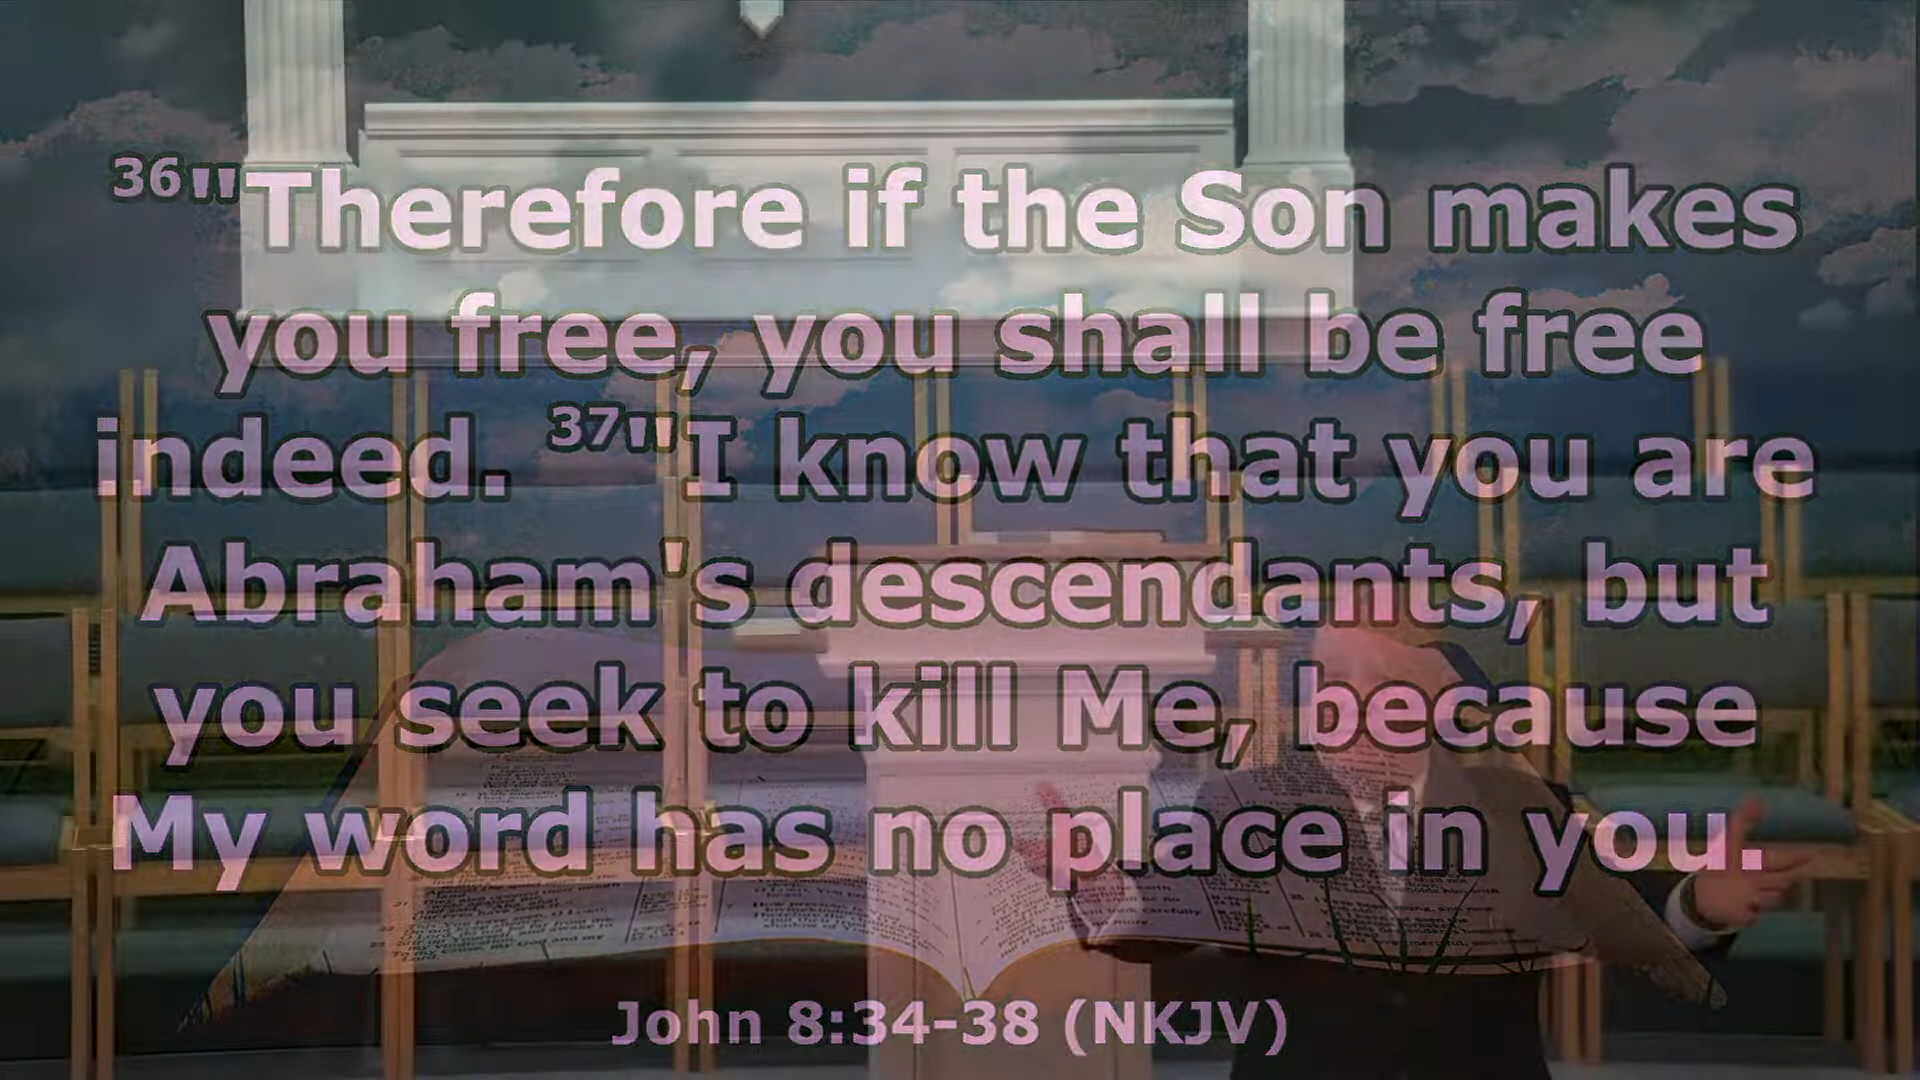 36"Therefore if the Son makes
you free, you shall be free
indeed. 37"I know that you are
Abraham's descendants, but
you seek to kill Me, because
My word has no place in you.
John 8:34-38 (NKJV)